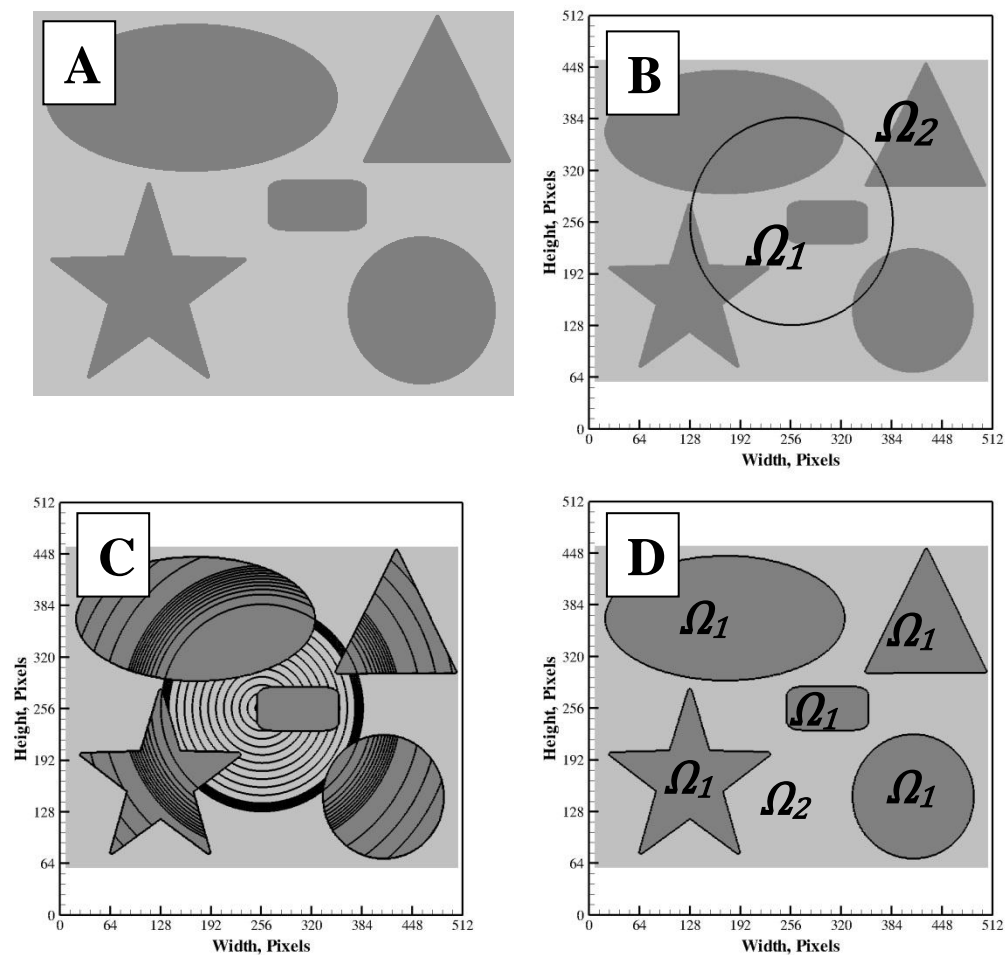 A
B
512
448
384
320
256
192
128
64
0
Height, Pixels
Ω2
Ω1
0 64 128 192 256 320 384 448 512
Width, Pixels
C
512
448
384
320
256
192
128
64
0
Height, Pixels
0 64 128 192 256 320 384 448 512
Width, Pixels
D
512
448
384
320
256
192
128
64
0
Height, Pixels
Ω1
Ω1
Ω1
Ω1
Ω2
Ω1
0 64 128 192 256 320 384 448 512
Width, Pixels